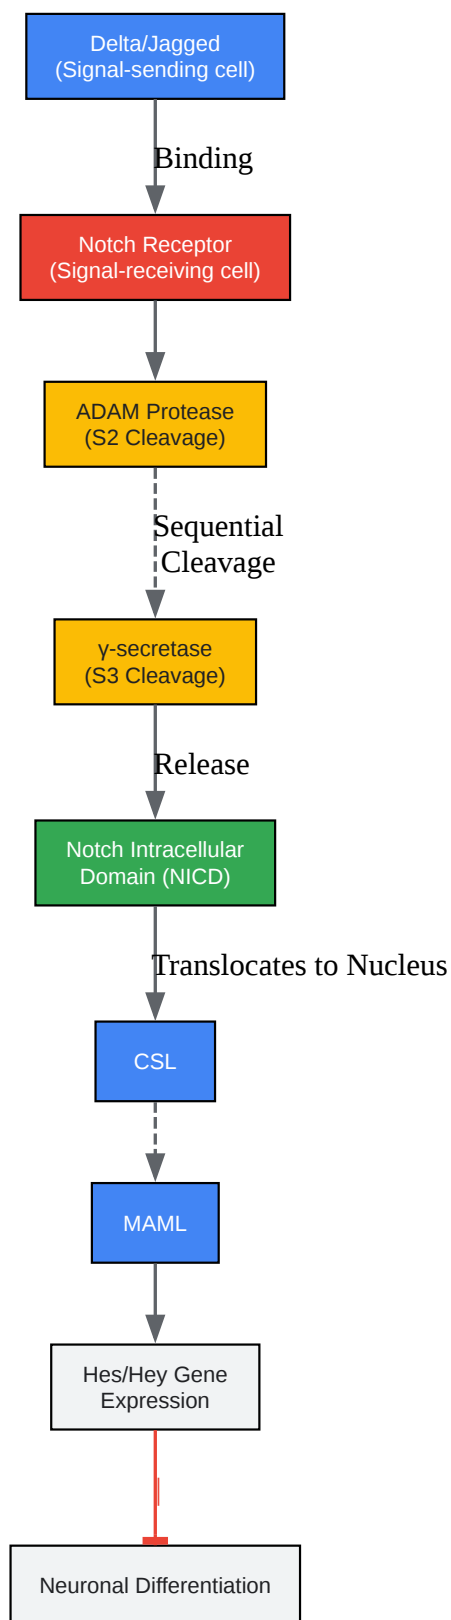 Delta/Jagged
(Signal-sending cell)
Binding
Notch Receptor
(Signal-receiving cell)
ADAM Protease
(S2 Cleavage)
Sequential
Cleavage
γ-secretase
(S3 Cleavage)
Release
Notch Intracellular
Domain (NICD)
Translocates to Nucleus
CSL
MAML
Hes/Hey Gene
Expression
Neuronal Differentiation